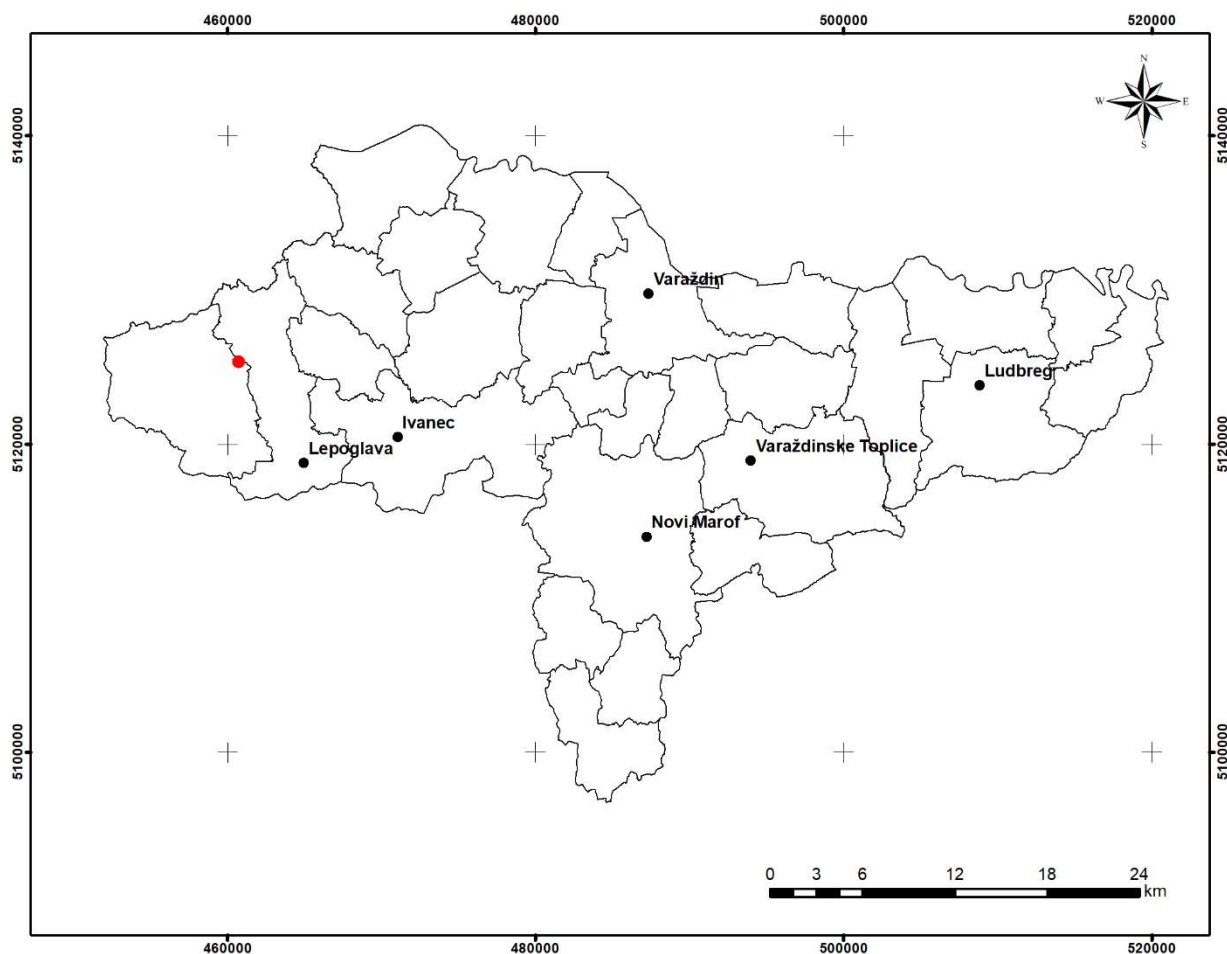 460000 480000 500000 520000
N
W E
S
5140000 5140000
Varaždin
Ludbreg
Ivanec
5120000 5120000
Lepoglava
Varaždinske Toplice
Novi Marof
5100000 5100000
0 3 6 12 18 24
km
460000 480000 500000 520000